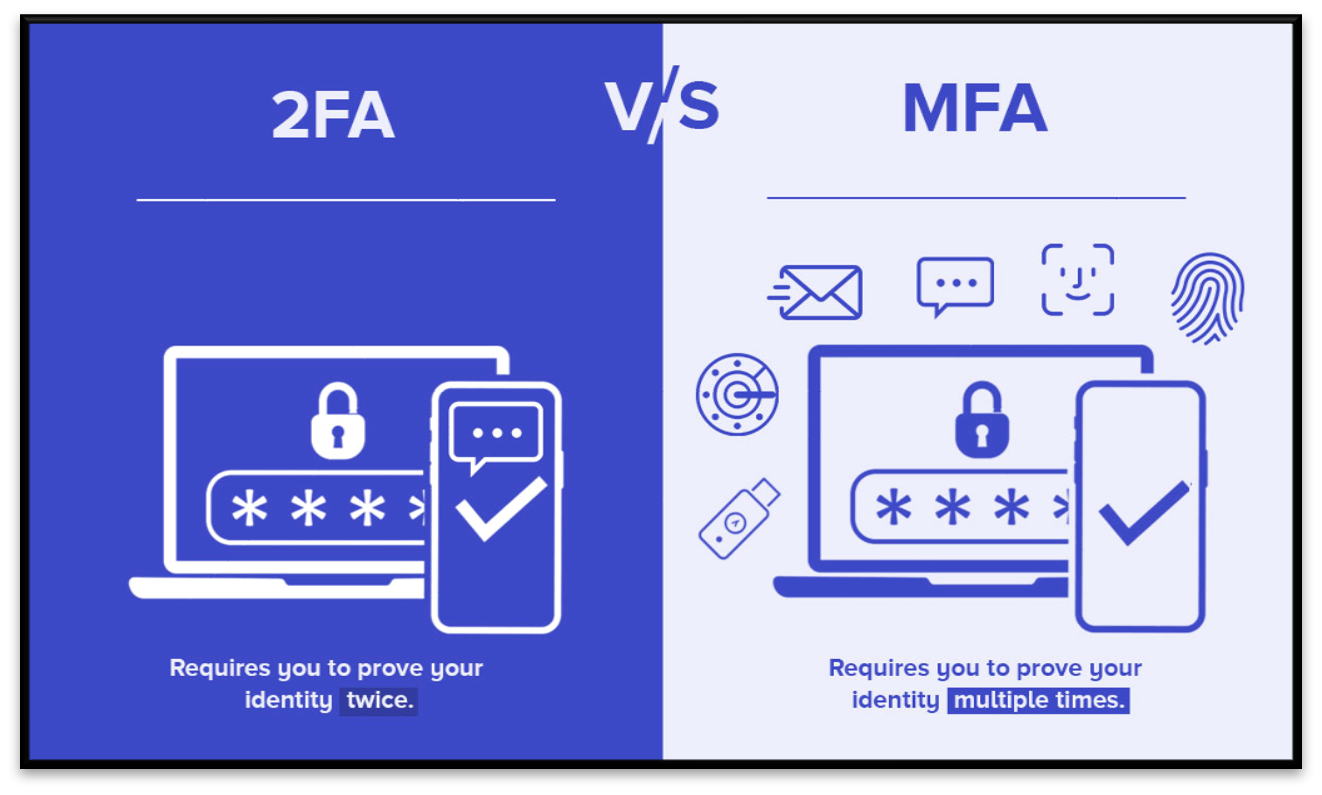 2FA
V/S
MFA
* * * *
* * * *
Requires you to prove your
identity twice.
Requires you to prove your
identity multiple times.